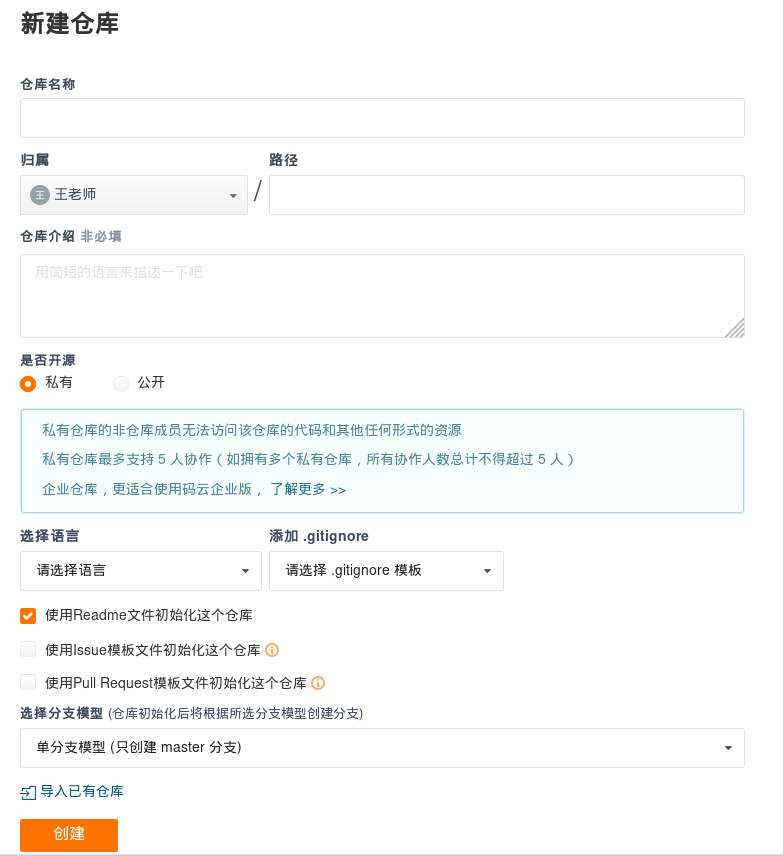 新建仓库
仓库名称
归属 路径
王 王老师 /
仓库介绍 非必填
用简短的语言来描述一下吧
是否开源
私有 公开
私有仓库的非仓库成员无法访问该仓库的代码和其他任何形式的资源
私有仓库最多支持 5 人协作 ( 如拥有多个私有仓库 , 所有协作人数总计不得超过 5 人 )
企业仓库 , 更适合使用码云企业版 , 了解更多 >>
选择语言 添加 .gitignore
请选择语言 请选择 .gitignore 模板
使用Readme文件初始化这个仓库
使用Issue模板文件初始化这个仓库
使用Pull Request模板文件初始化这个仓库
选择分支模型 (仓库初始化后将根据所选分支模型创建分支)
单分支模型 (只创建 master 分支)
导入已有仓库
创建